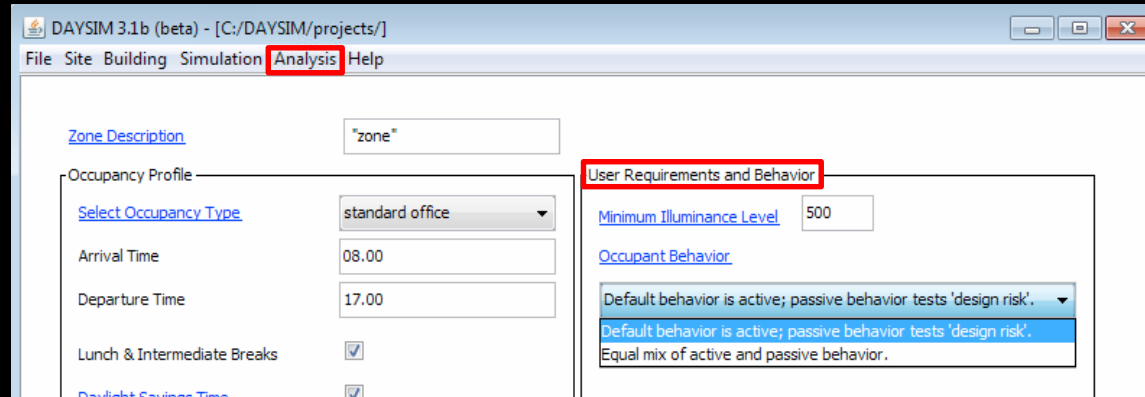 DAYSIM 3.1b (beta) - [C:/DAYSIM/projects/]
File Site Building Simulation Analysis Help
Zone Description
"zone"
Occupancy Profile
Select Occupancy Type
standard office
Arrival Time
08.00
Departure Time
17.00
Lunch & Intermediate Breaks
Daylight Savings Time
User Requirements and Behavior
Minimum Illuminance Level
500
Occupant Behavior
Default behavior is active; passive behavior tests 'design risk'.
Default behavior is active; passive behavior tests 'design risk'.
Equal mix of active and passive behavior.